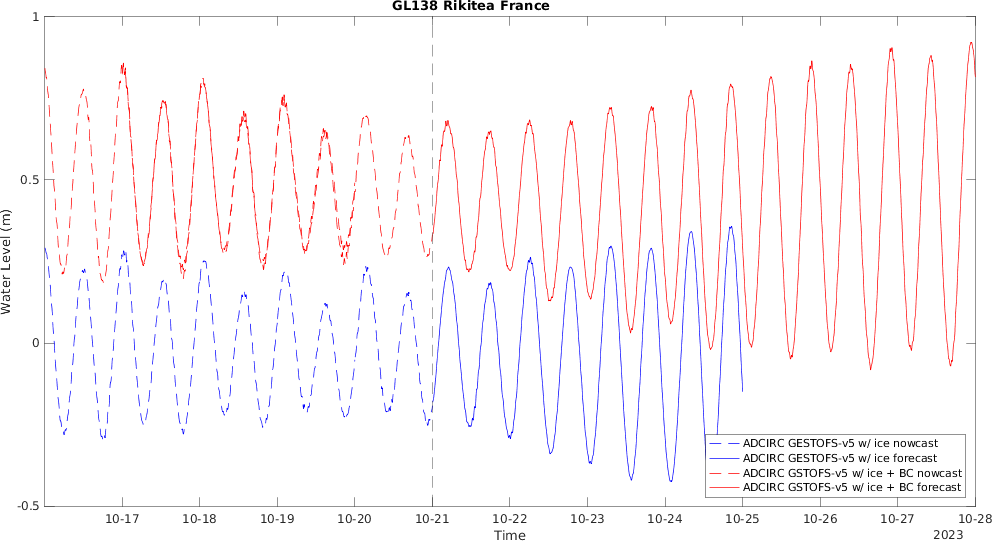 GL138 Rikitea France
1
0.5
0
-0.5
Water Level (m)
ADCIRC GESTOFS-v5 w/ ice nowcast
ADCIRC GESTOFS-v5 w/ ice forecast
ADCIRC GSTOFS-v5 w/ ice + BC nowcast
ADCIRC GSTOFS-v5 w/ ice + BC forecast
10-17 10-18 10-19 10-20 10-21 10-22 10-23 10-24 10-25 10-26 10-27 10-28
Time
2023